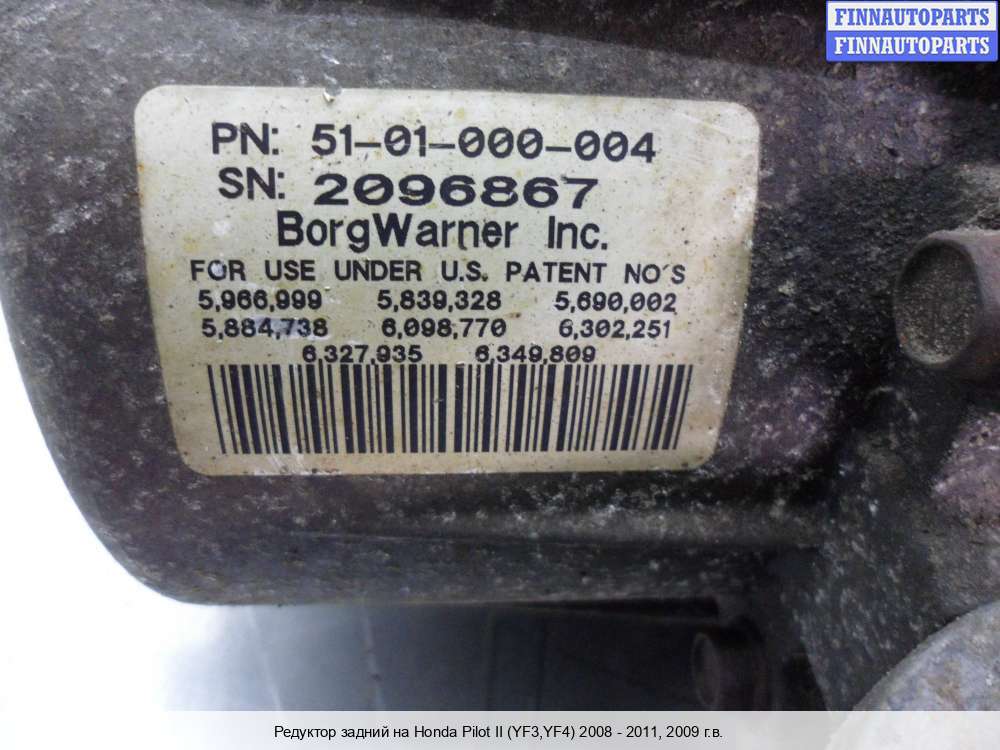 FINNAUTOPARTS
FINNAUTOPARTS
PN: 51-01-000-004
SN: 2096867
BorgWarner Inc.
FOR USE UNDER U.S. PATENT NO'S
5,966,999 5,839,328 5,690,002
5,884,738 6,098,770 6,302,251
6,327,935 6,349,809
Редуктор задний на Honda Pilot II (YF3,YF4) 2008 - 2011, 2009 г.в.